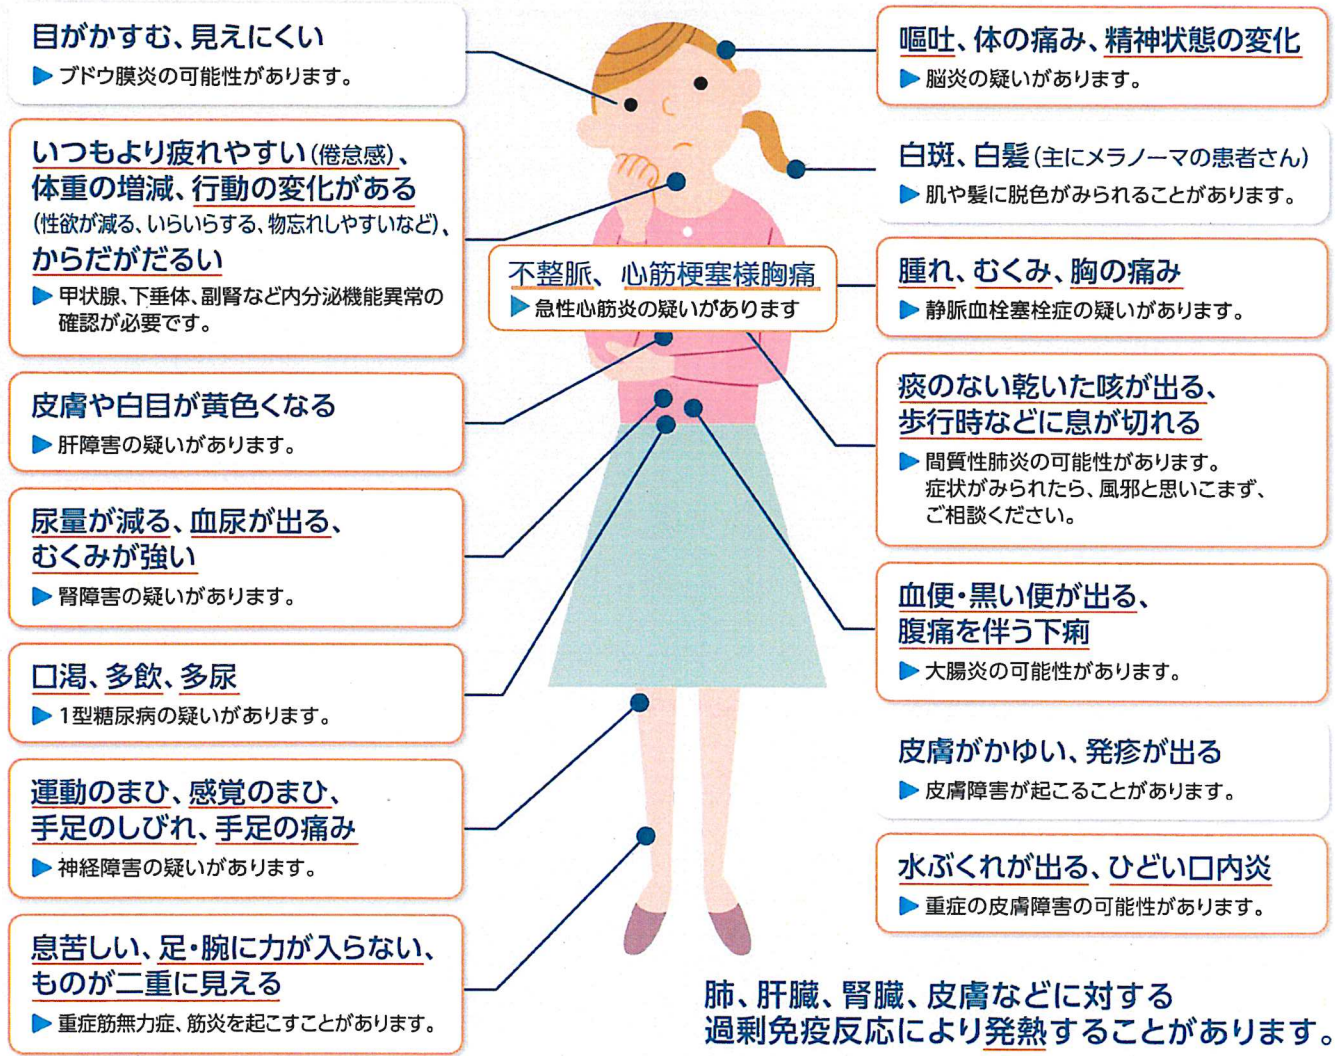 目がかすむ、見えにくい
▶ブドウ膜炎の可能性があります。
いつもより疲れやすい(倦怠感)、
体重の増減、行動の変化がある
(性欲が減る、いらいらする、物忘れしやすいなど)、
からだがだるい
▶甲状腺、下垂体、副腎など内分泌機能異常の
確認が必要です。
皮膚や白目が黄色くなる
▶肝障害の疑いがあります。
尿量が減る、血尿が出る、
むくみが強い
▶腎障害の疑いがあります。
口渇、多飲、多尿
▶1型糖尿病の疑いがあります。
運動のまひ、感覚のまひ、
手足のしびれ、手足の痛み
▶神経障害の疑いがあります。
息苦しい、足・腕に力が入らない、
ものが二重に見える
▶重症筋無力症、筋炎を起こすことがあります。
不整脈、心筋梗塞様胸痛
▶急性心筋炎の疑いがあります
嘔吐、体の痛み、精神状態の変化
▶脳炎の疑いがあります。
白斑、白髪(主にメラノーマの患者さん)
▶肌や髪に脱色がみられることがあります。
腫れ、むくみ、胸の痛み
▶静脈血栓塞栓症の疑いがあります。
痰のない乾いた咳が出る、
歩行時などに息が切れる
▶間質性肺炎の可能性があります。
症状がみられたら、風邪と思いこまず、
ご相談ください。
血便・黒い便が出る、
腹痛を伴う下痢
▶大腸炎の可能性があります。
皮膚がかゆい、発疹が出る
▶皮膚障害が起こることがあります。
水ぶくれが出る、ひどい口内炎
▶重症の皮膚障害の可能性があります。
肺、肝臓、腎臓、皮膚などに対する
過剰免疫反応により発熱することがあります。